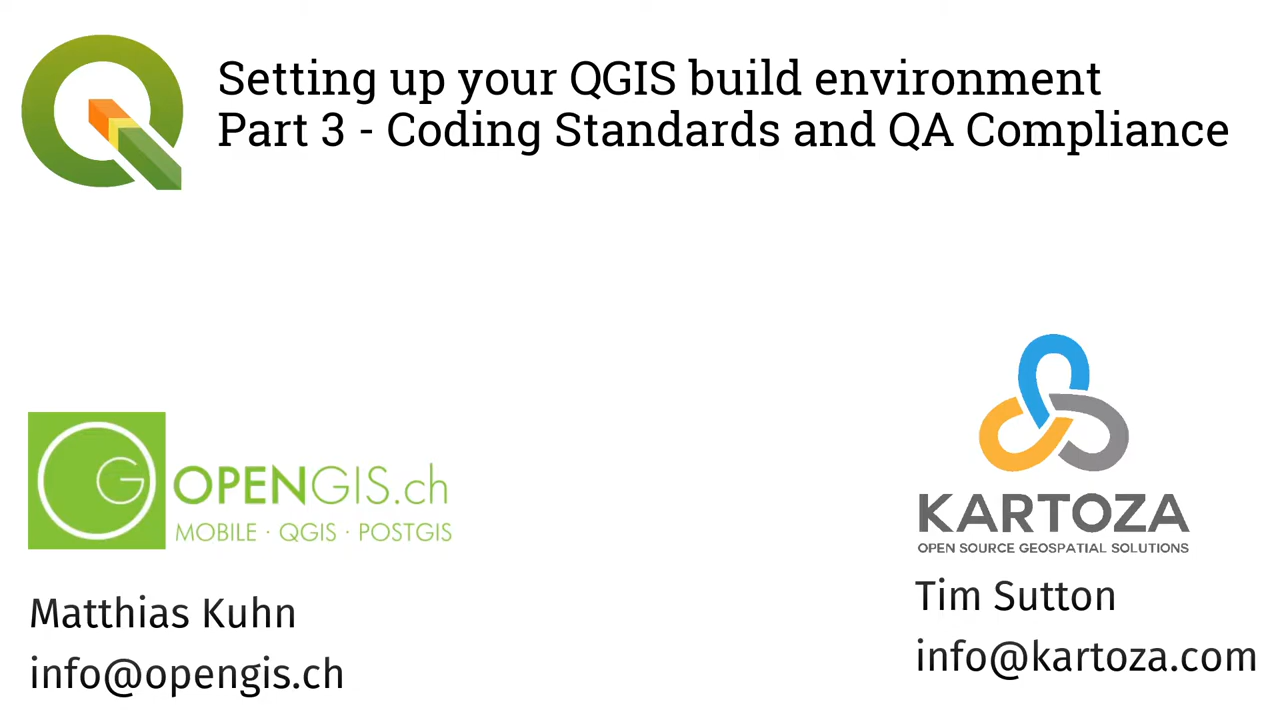 Setting up your QGIS build environment
Part 3 - Coding Standards and QA Compliance
G
OPENGIS.ch
MOBILE · QGIS · POSTGIS
Matthias Kuhn
info@opengis.ch
KARTOZA
OPEN SOURCE GEOSPATIAL SOLUTIONS
Tim Sutton
info@kartoza.com